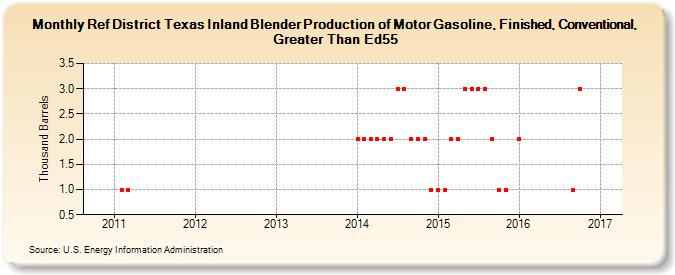 Monthly Ref District Texas Inland Blender Production of Motor Gasoline, Finished, Conventional,
Greater Than Ed55
Thousand Barrels
3.5
3.0
2.5
2.0
1.5
1.0
0.5
2011 2012 2013 2014 2015 2016 2017
Source: U.S. Energy Information Administration